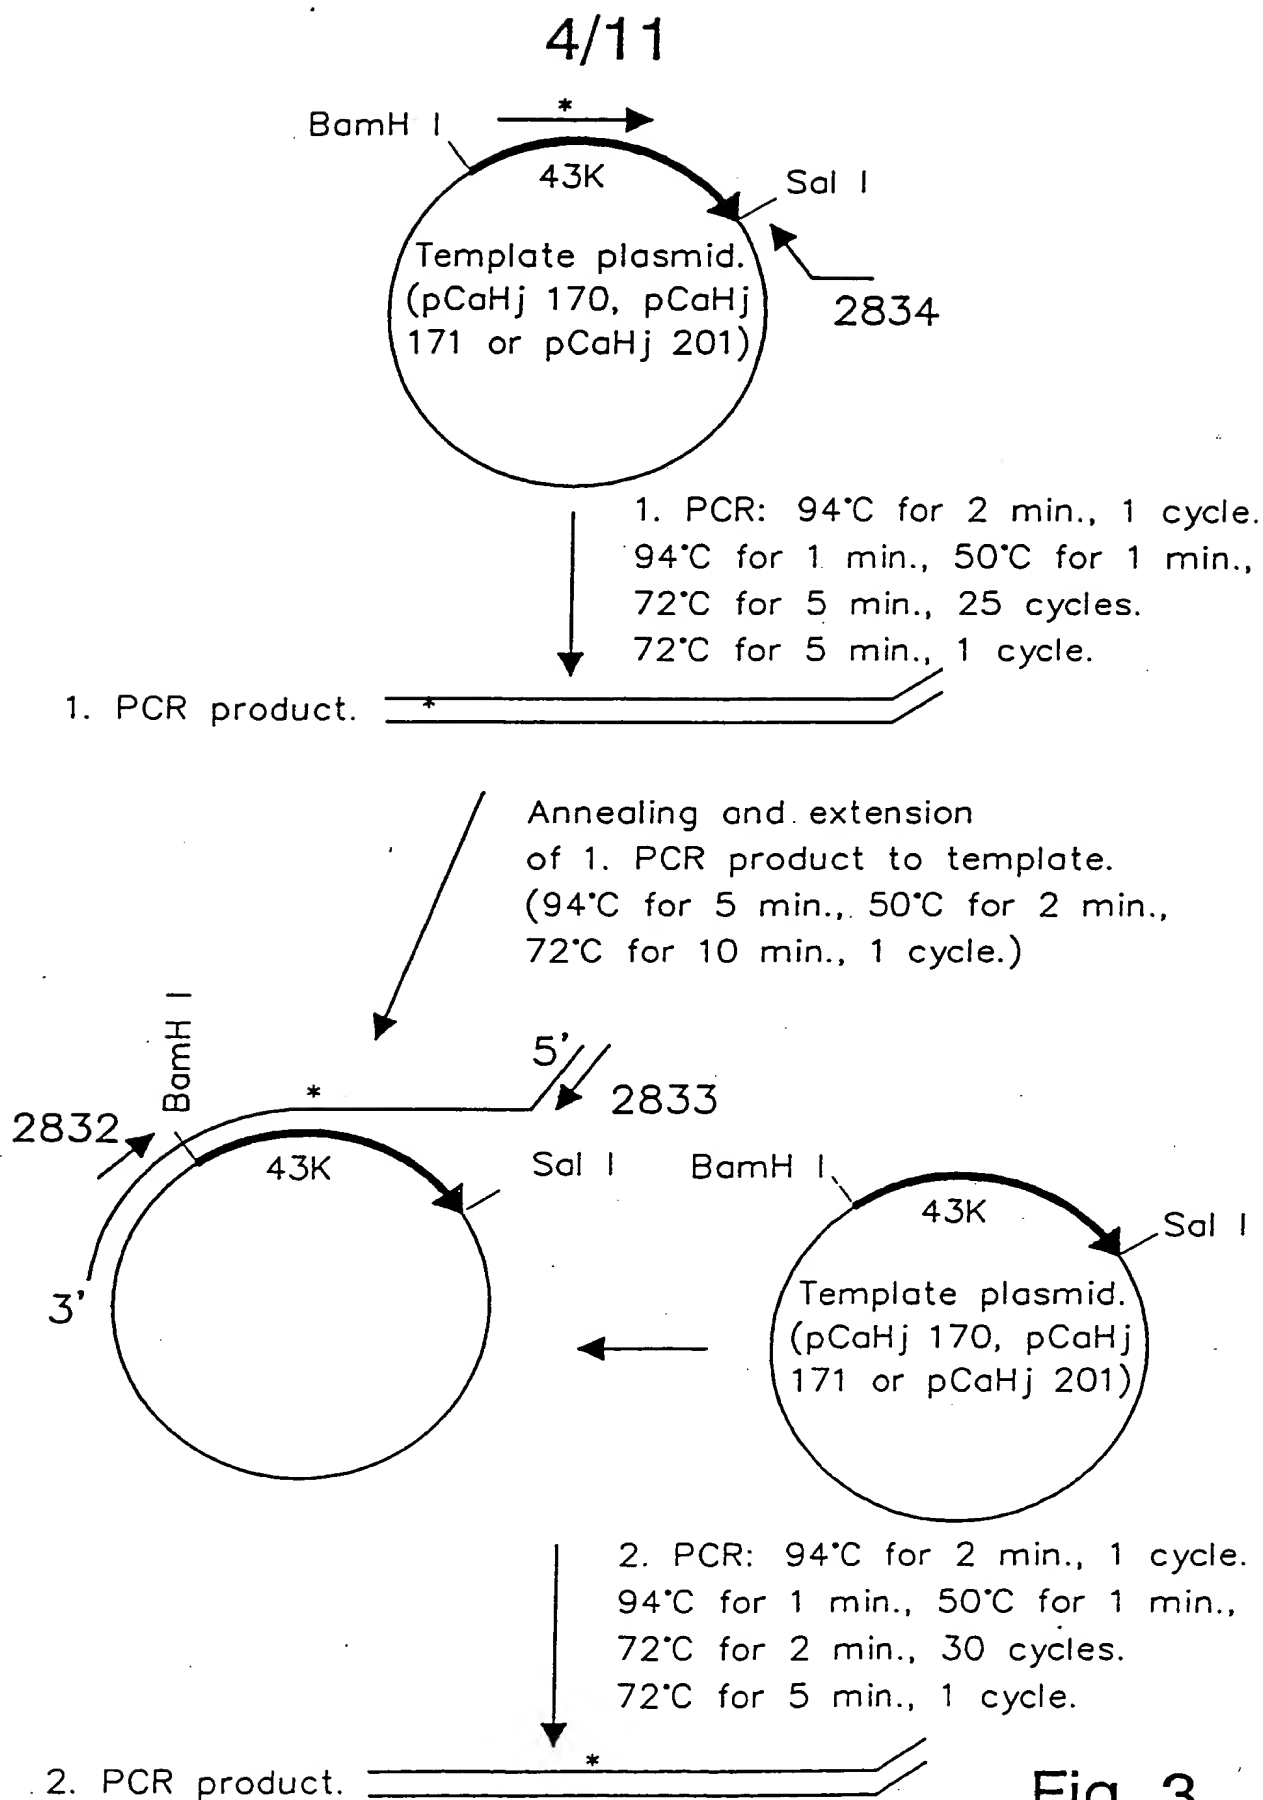 4/11
*
BamH I
43K
Sal I
Template plasmid.
(pCaHj 170, pCaHj
171 or pCaHj 201)
2834
1. PCR: 94°C for 2 min., 1 cycle.
94°C for 1 min., 50°C for 1 min.,
72°C for 5 min., 25 cycles.
72°C for 5 min., 1 cycle.
1. PCR product.
*
Annealing and extension
of 1. PCR product to template.
(94°C for 5 min., 50°C for 2 min.,
72°C for 10 min., 1 cycle.)
BamH I
5'
*
2833
2832
43K
Sal I
3'
BamH I
43K
Sal I
Template plasmid.
(pCaHj 170, pCaHj
171 or pCaHj 201)
2. PCR: 94°C for 2 min., 1 cycle.
94°C for 1 min., 50°C for 1 min.,
72°C for 2 min., 30 cycles.
72°C for 5 min., 1 cycle.
*
2. PCR product.
Fig. 3